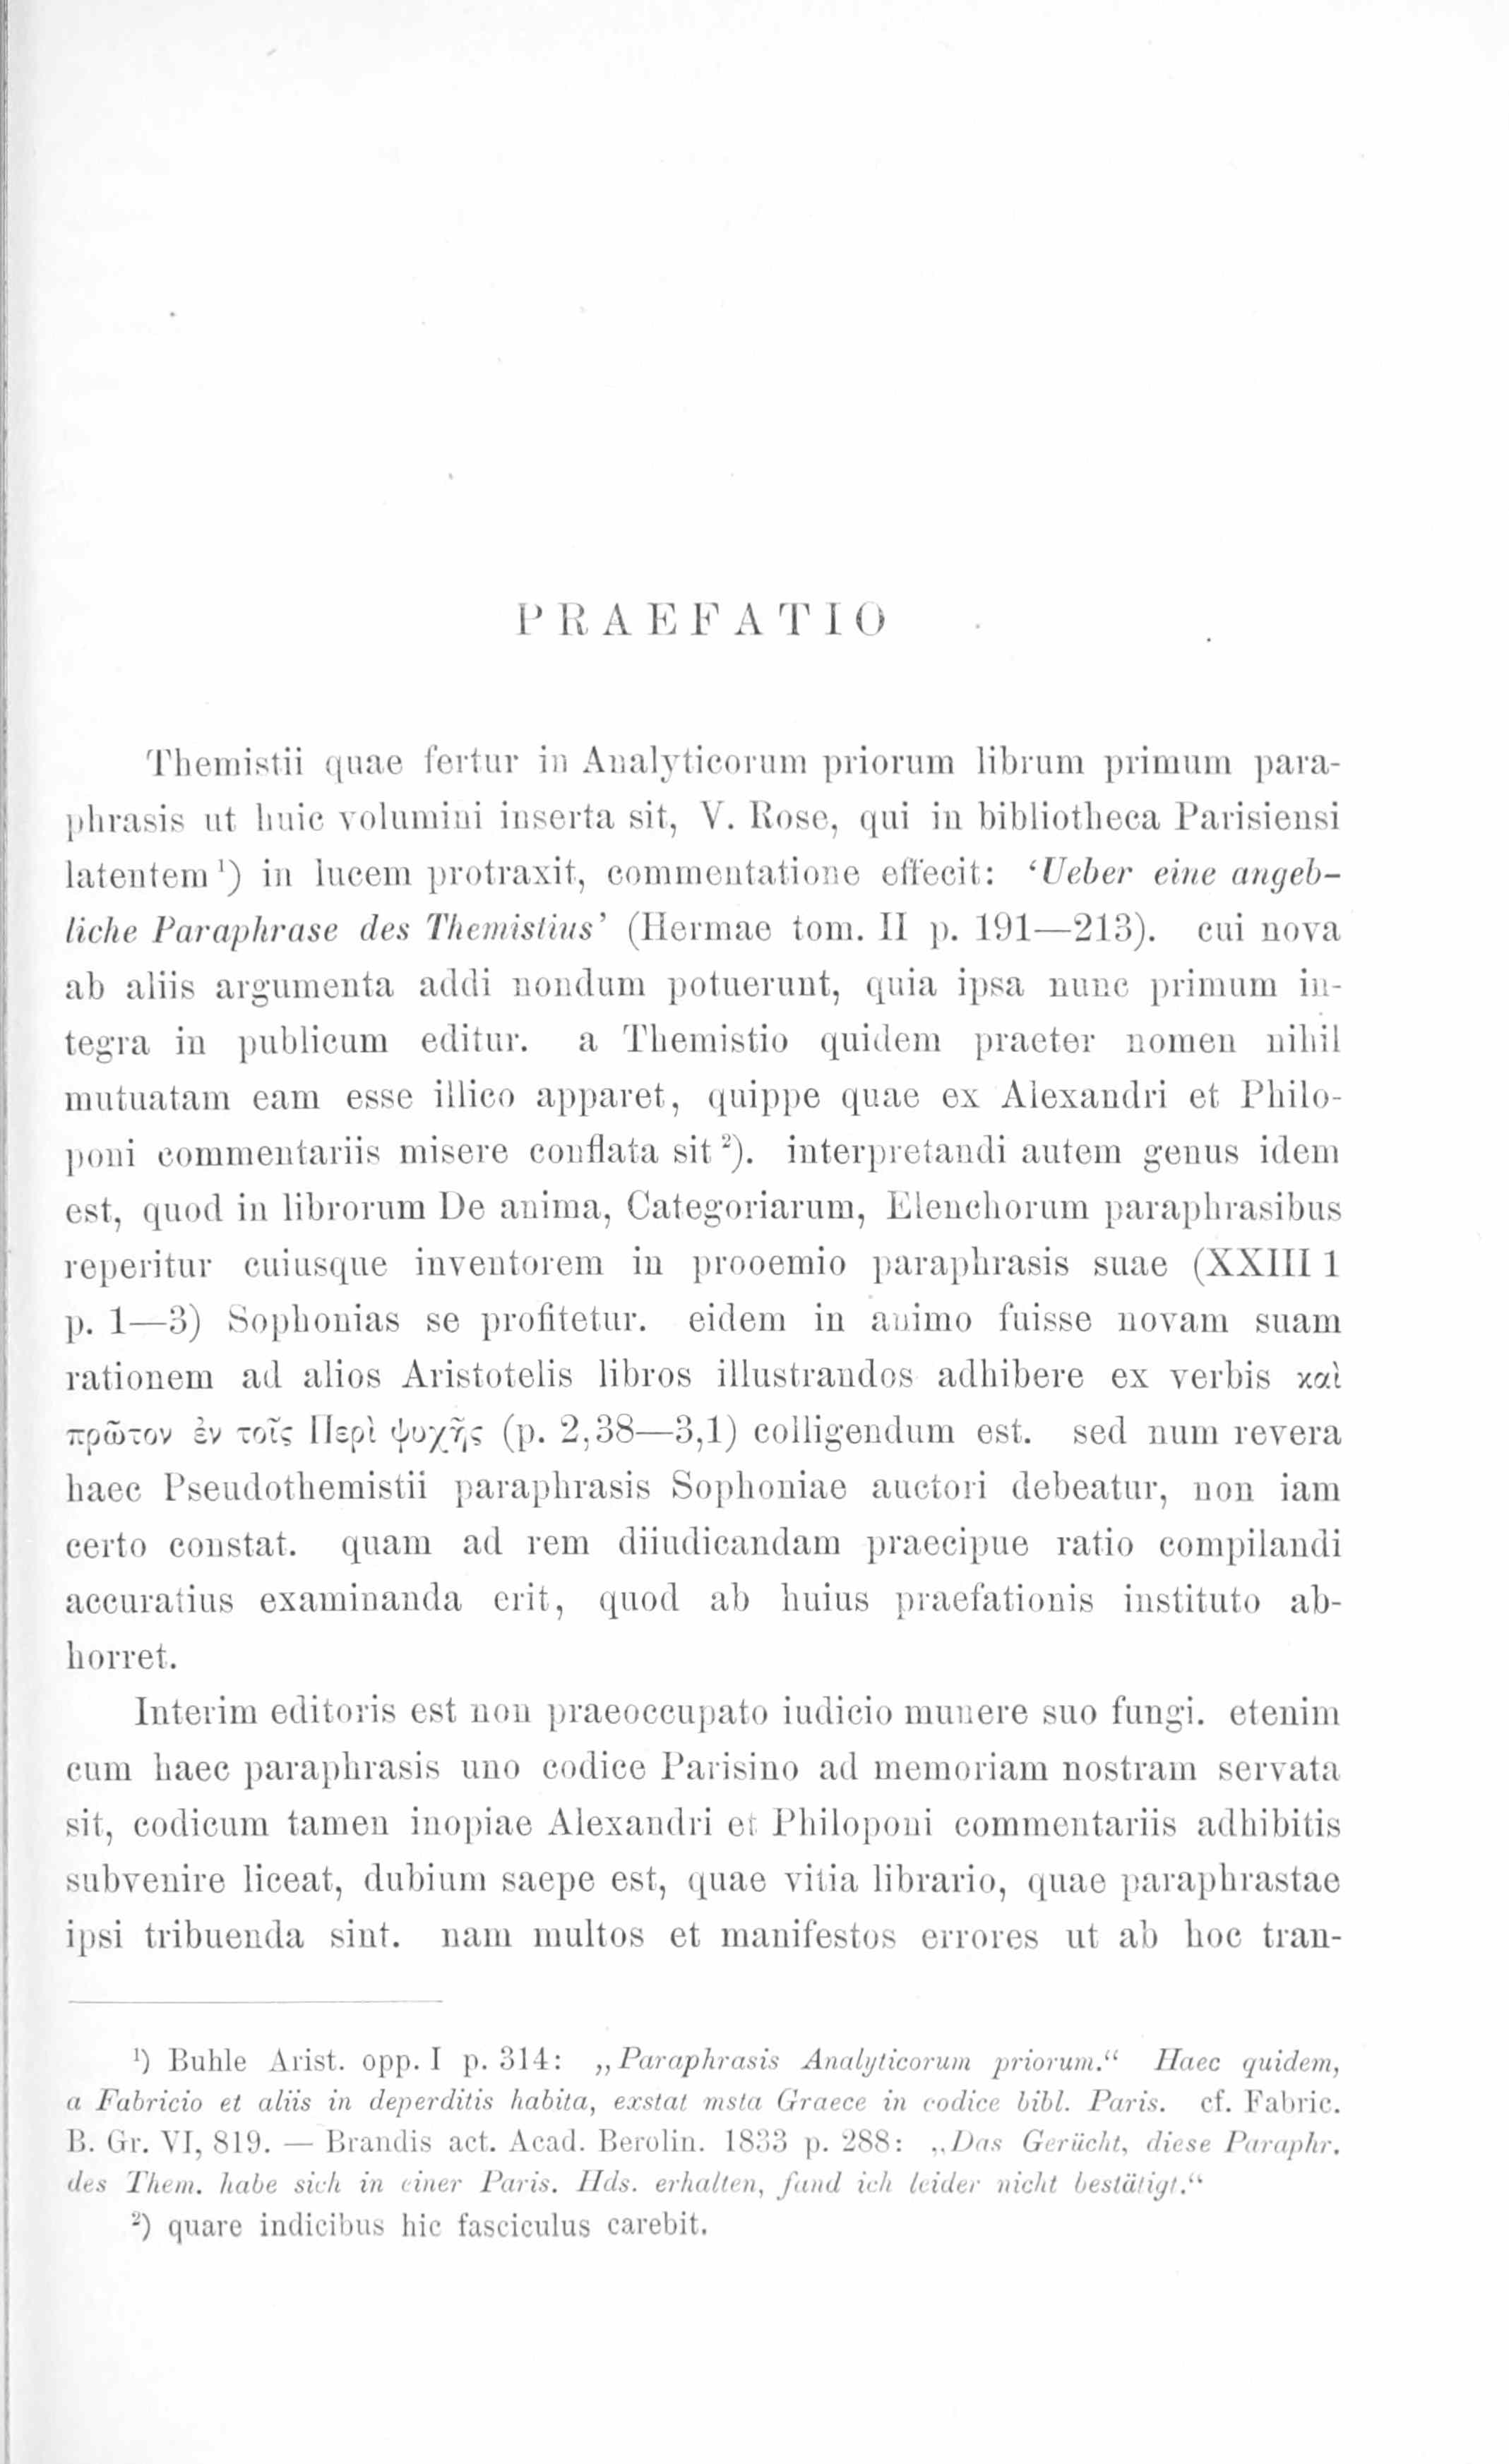 PRAEFATIO
Themistii quae fertur in Analyticorum priorum librum primum para-
phrasis ut huic volumini inserta sit, V. Rose, qui in bibliotheca Parisiensi
latentem¹) in lucem protraxit, commentatione effecit: ‘Ueber eine angeb-
liche Paraphrase des Themistius’ (Hermae tom. II p. 191—213). cui nova
ab aliis argumenta addi nondum potuerunt, quia ipsa nunc primum in-
tegra in publicum editur. a Themistio quidem praeter nomen nihil
mutuatam eam esse illico apparet, quippe quae ex Alexandri et Philo-
poni commentariis misere conflata sit²). interpretandi autem genus idem
est, quod in librorum De anima, Categoriarum, Elenchorum paraphrasibus
reperitur cuiusque inventorem in prooemio paraphrasis suae (XXIII 1
p. 1—3) Sophonias se profitetur. eidem in animo fuisse novam suam
rationem ad alios Aristotelis libros illustrandos adhibere ex verbis καὶ
πρῶτον ἐν τοῖς Περὶ ψυχῆς (p. 2,38—3,1) colligendum est. sed num revera
haec Pseudothemistii paraphrasis Sophoniae auctori debeatur, non iam
certo constat. quam ad rem diiudicandam praecipue ratio compilandi
accuratius examinanda erit, quod ab huius praefationis instituto ab-
horret.
Interim editoris est non praeoccupato iudicio munere suo fungi. etenim
cum haec paraphrasis uno codice Parisino ad memoriam nostram servata
sit, codicum tamen inopiae Alexandri et Philoponi commentariis adhibitis
subvenire liceat, dubium saepe est, quae vitia librario, quae paraphrastae
ipsi tribuenda sint. nam multos et manifestos errores ut ab hoc tran-
¹) Buhle Arist. opp. I p. 314: „Paraphrasis Analyticorum priorum.“ Haec quidem,
a Fabricio et aliis in deperditis habita, exstat msta Graece in codice bibl. Paris. cf. Fabric.
B. Gr. VI, 819. — Brandis act. Acad. Berolin. 1833 p. 288: „Das Gerücht, diese Paraphr.
des Them. habe sich in einer Paris. Hds. erhalten, fand ich leider nicht bestätigt.“
²) quare indicibus hic fasciculus carebit.